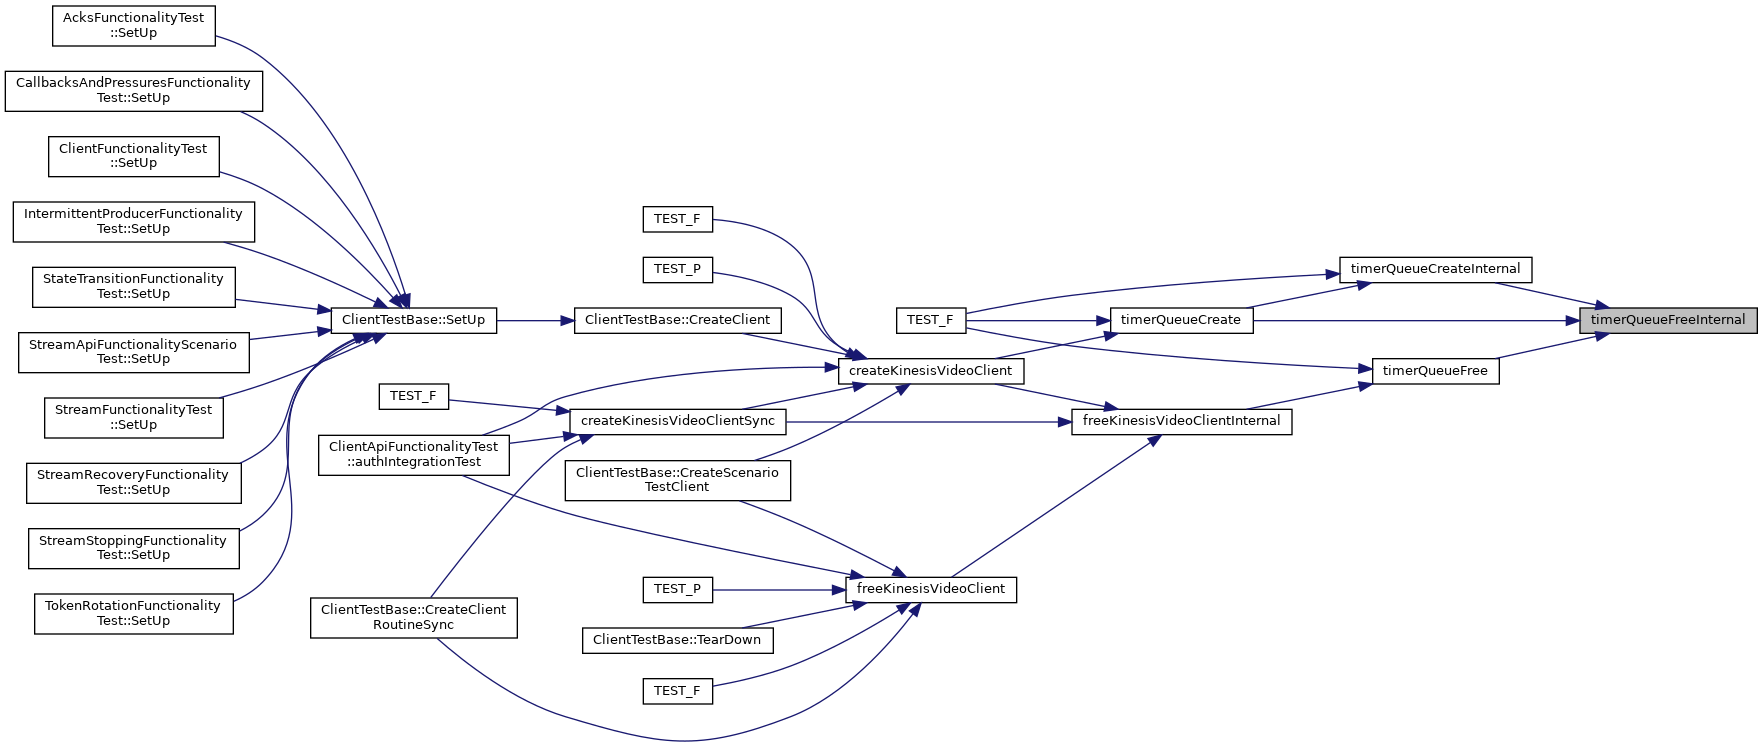 AcksFunctionalityTest
::SetUp
CallbacksAndPressuresFunctionality
Test::SetUp
ClientFunctionalityTest
::SetUp
IntermittentProducerFunctionality
Test::SetUp
StateTransitionFunctionality
Test::SetUp
StreamApiFunctionalityScenario
Test::SetUp
StreamFunctionalityTest
::SetUp
StreamRecoveryFunctionality
Test::SetUp
StreamStoppingFunctionality
Test::SetUp
TokenRotationFunctionality
Test::SetUp
ClientTestBase::SetUp
TEST_F
ClientApiFunctionalityTest
::authIntegrationTest
ClientTestBase::CreateClient
RoutineSync
TEST_F
TEST_P
ClientTestBase::CreateClient
createKinesisVideoClientSync
ClientTestBase::CreateScenario
TestClient
TEST_P
ClientTestBase::TearDown
TEST_F
TEST_F
createKinesisVideoClient
freeKinesisVideoClient
timerQueueCreate
freeKinesisVideoClientInternal
timerQueueCreateInternal
timerQueueFree
timerQueueFreeInternal